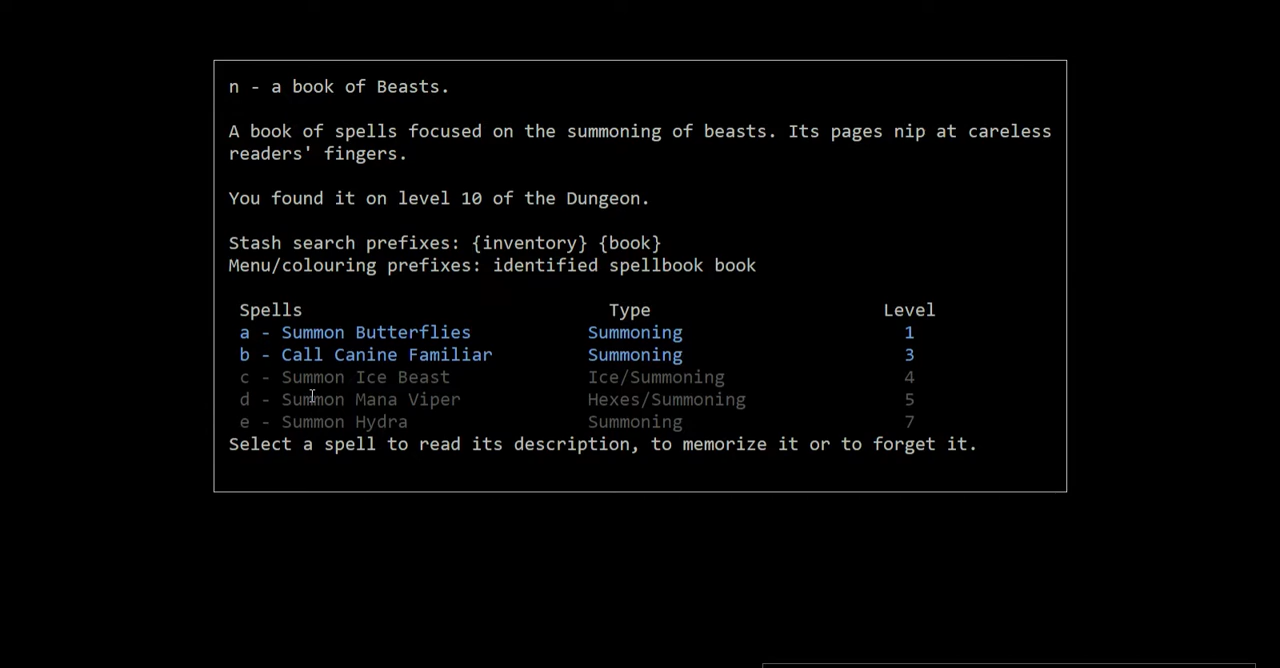 n - a book of Beasts.
A book of spells focused on the summoning of beasts. Its pages nip at careless
readers' fingers.
You found it on level 10 of the Dungeon.
Stash search prefixes: {inventory} {book}
Menu/colouring prefixes: identified spellbook book
Spells Type Level
a - Summon Butterflies Summoning 1
b - Call Canine Familiar Summoning 3
c - Summon Ice Beast Ice/Summoning 4
d - Summon Mana Viper Hexes/Summoning 5
e - Summon Hydra Summoning 7
Select a spell to read its description, to memorize it or to forget it.